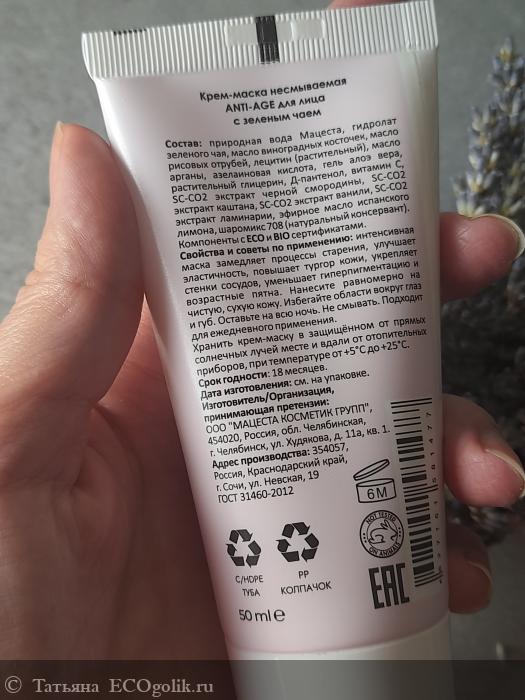 Крем-маска несмываемая
ANTI-AGE для лица
с зеленым чаем
Состав: природная вода Мацеста, гидролат
зеленого чая, масло виноградных косточек, масло
рисовых отрубей, лецитин (растительный), масло
арганы, азелаиновая кислота, гель алоэ вера,
растительный глицерин, Д-пантенол, витамин С,
SC-CO2 экстракт черной смородины, SC-CO2
экстракт каштана, SC-CO2 экстракт ванили, SC-CO2
экстракт ламинарии, эфирное масло испанского
лимона, шаромикс 708 (натуральный консервант).
Компоненты с ECO и BIO сертификатами.
Свойства и советы по применению: интенсивная
маска замедляет процессы старения, улучшает
эластичность, повышает тургор кожи, укрепляет
стенки сосудов, уменьшает гиперпигментацию и
возрастные пятна. Нанесите равномерно на
чистую, сухую кожу. Избегайте области вокруг глаз
и губ. Оставьте на всю ночь. Не смывать. Подходит
для ежедневного применения.
Хранить крем-маску в защищённом от прямых
солнечных лучей месте и вдали от отопительных
приборов, при температуре от +5°C до +25°C.
Срок годности: 18 месяцев.
Дата изготовления: см. на упаковке.
Изготовитель/Организация,
принимающая претензии:
ООО "МАЦЕСТА КОСМЕТИК ГРУПП",
454020, Россия, обл. Челябинская,
г. Челябинск, ул. Худякова, д. 11а, кв. 1.
Адрес производства: 354057,
Россия, Краснодарский край,
г. Сочи, ул. Невская, 19
ГОСТ 31460-2012
6M
NOT TESTED
ON ANIMALS
EAC
C/HDPE
ТУБА
PP
КОЛПАЧОК
50 ml e
Татьяна ECOgolik.ru